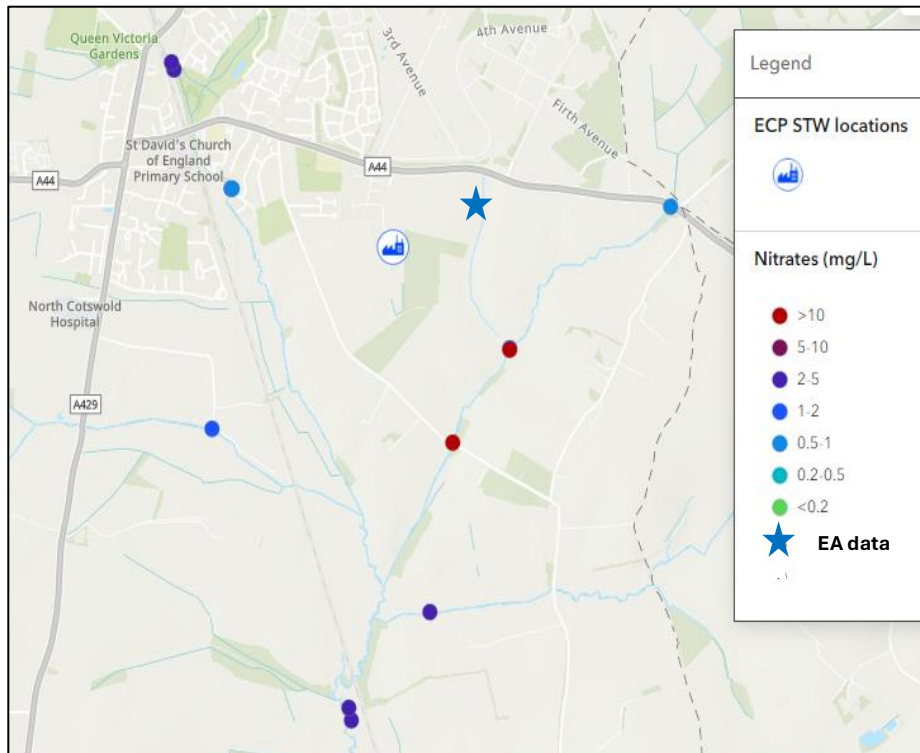 Queen Victoria
Gardens
3rd Avenue
4th Avenue
Firth Avenue
St David's Church
of England
Primary School
A44
A44
North Cotswold
Hospital
A429
Legend
ECP STW locations
Nitrates (mg/L)
>10
5-10
2-5
1-2
0.5-1
0.2-0.5
<0.2
EA data